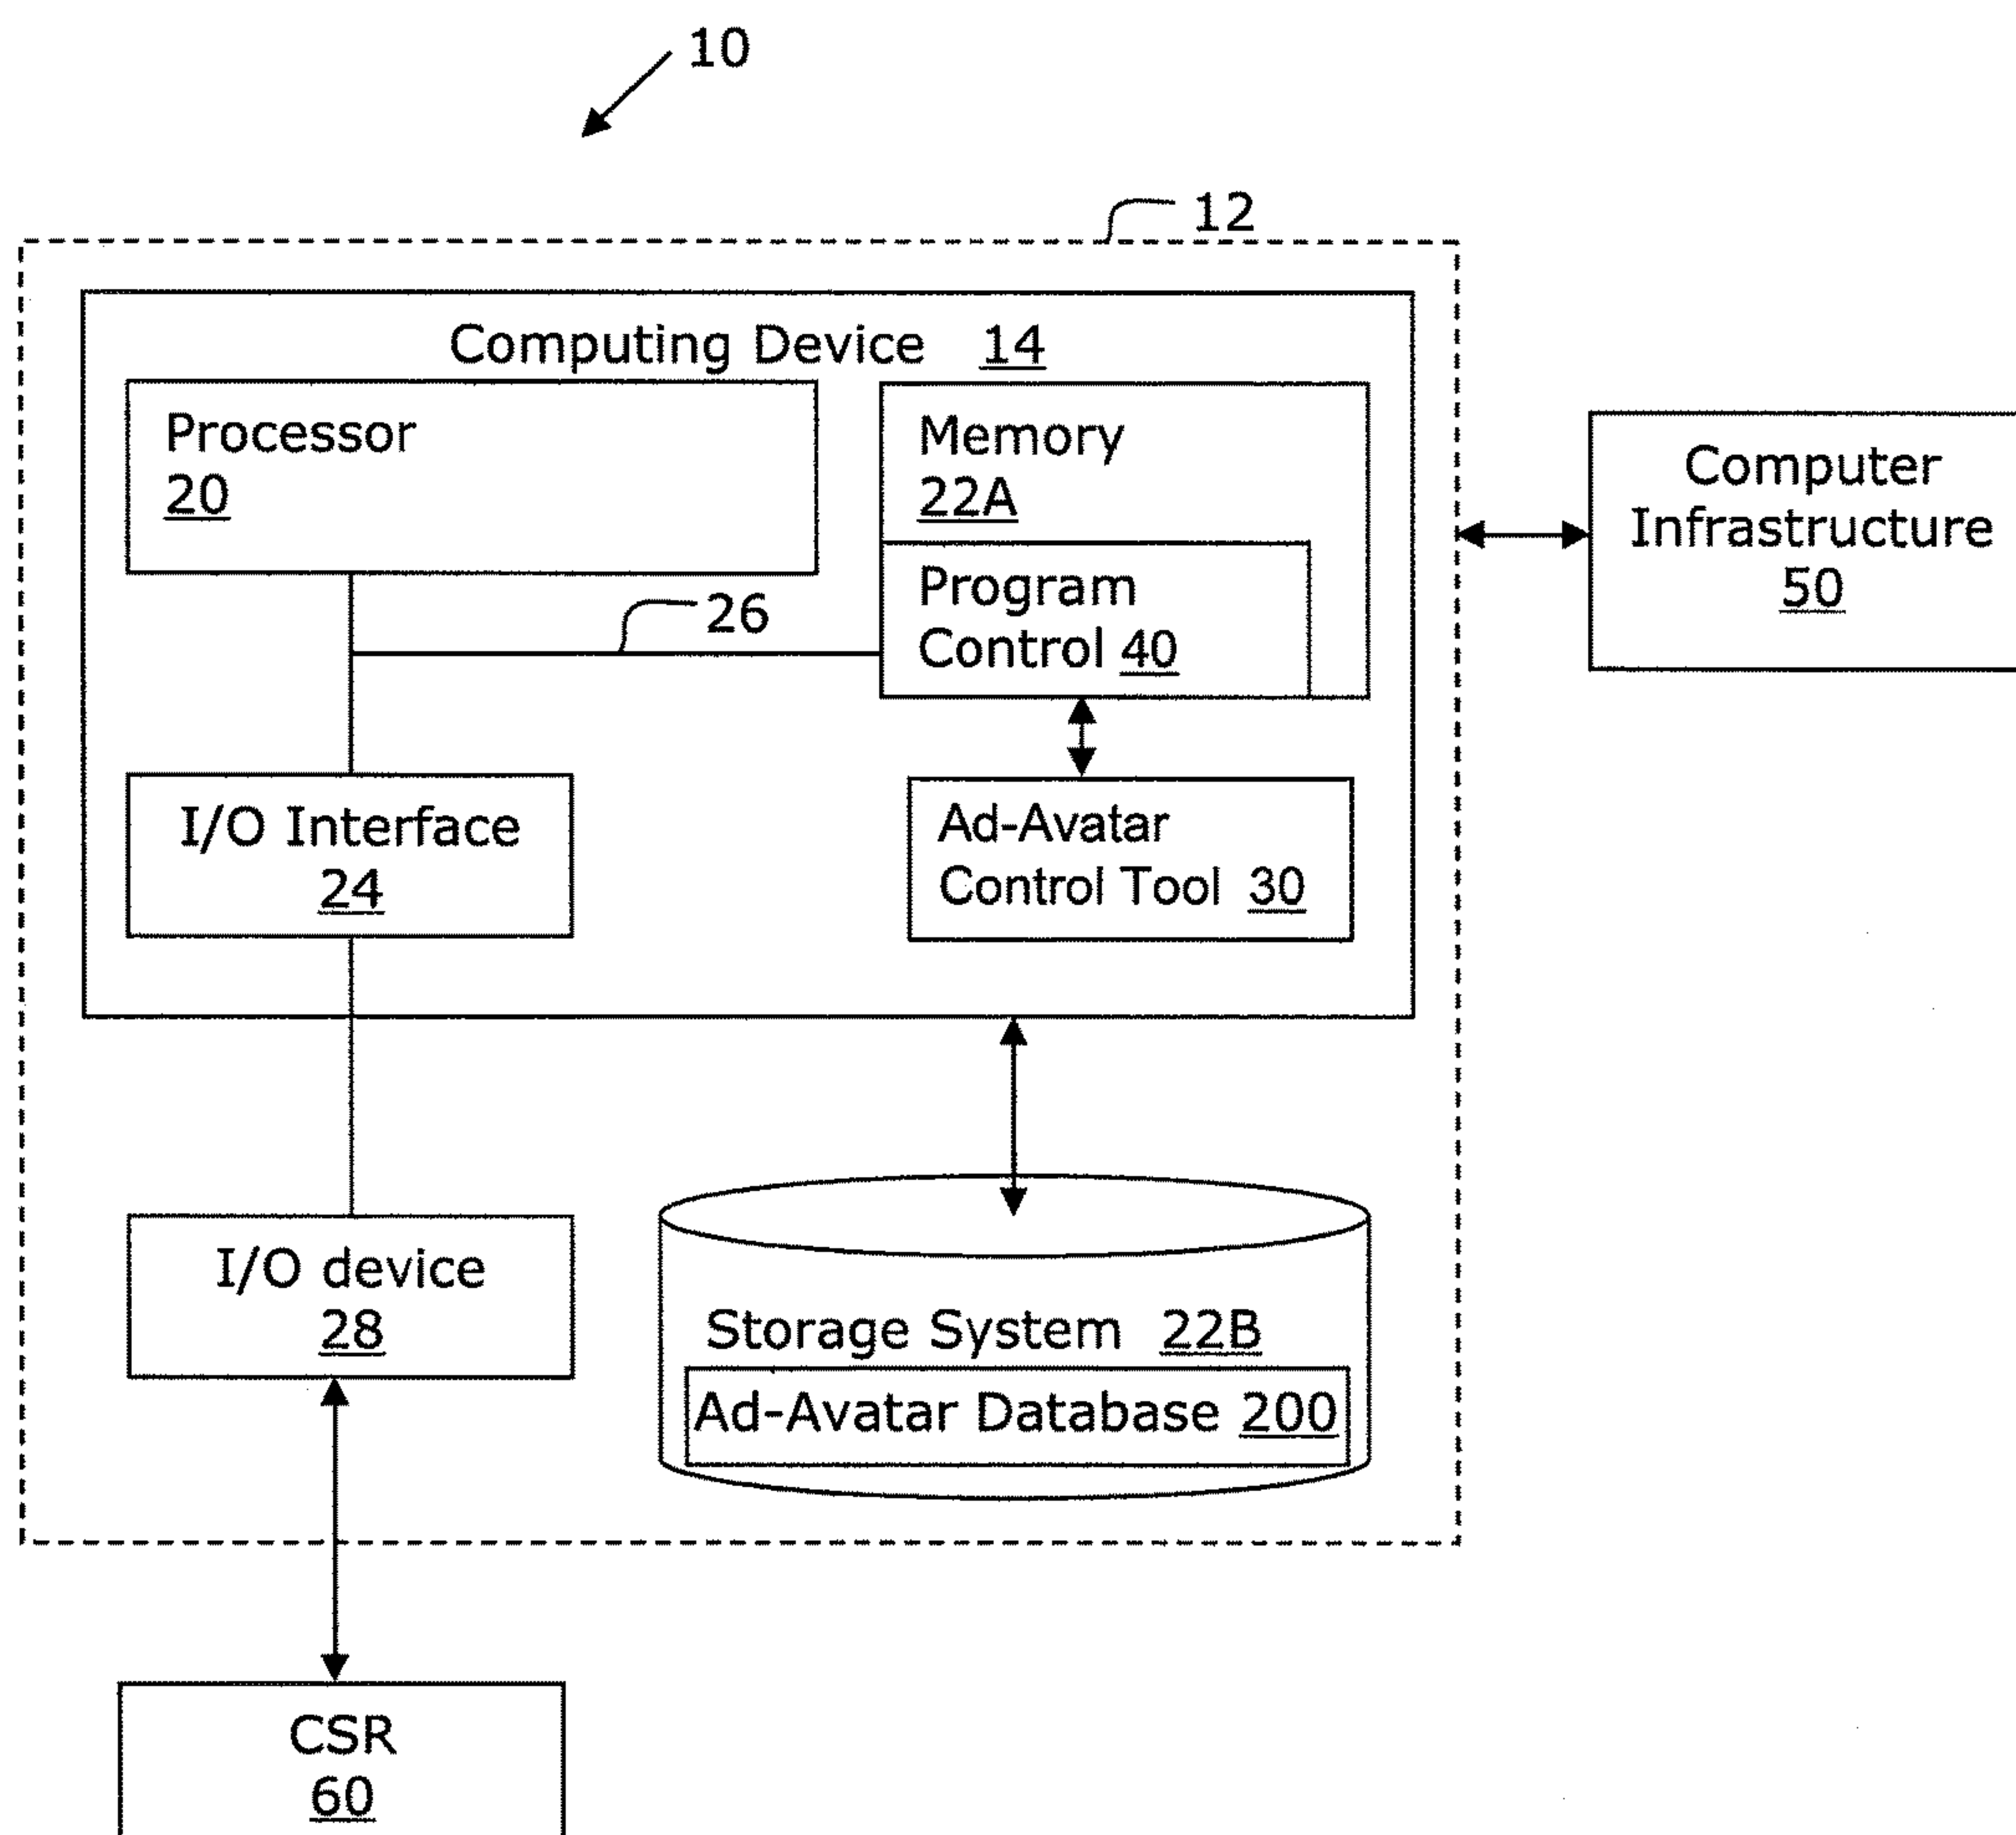 10
12
Computing Device 14
Processor
20
Memory
22A
Program
Control 40
26
Computer
Infrastructure
50
I/O Interface
24
Ad-Avatar
Control Tool 30
I/O device
28
Storage System 22B
Ad-Avatar Database 200
CSR
60